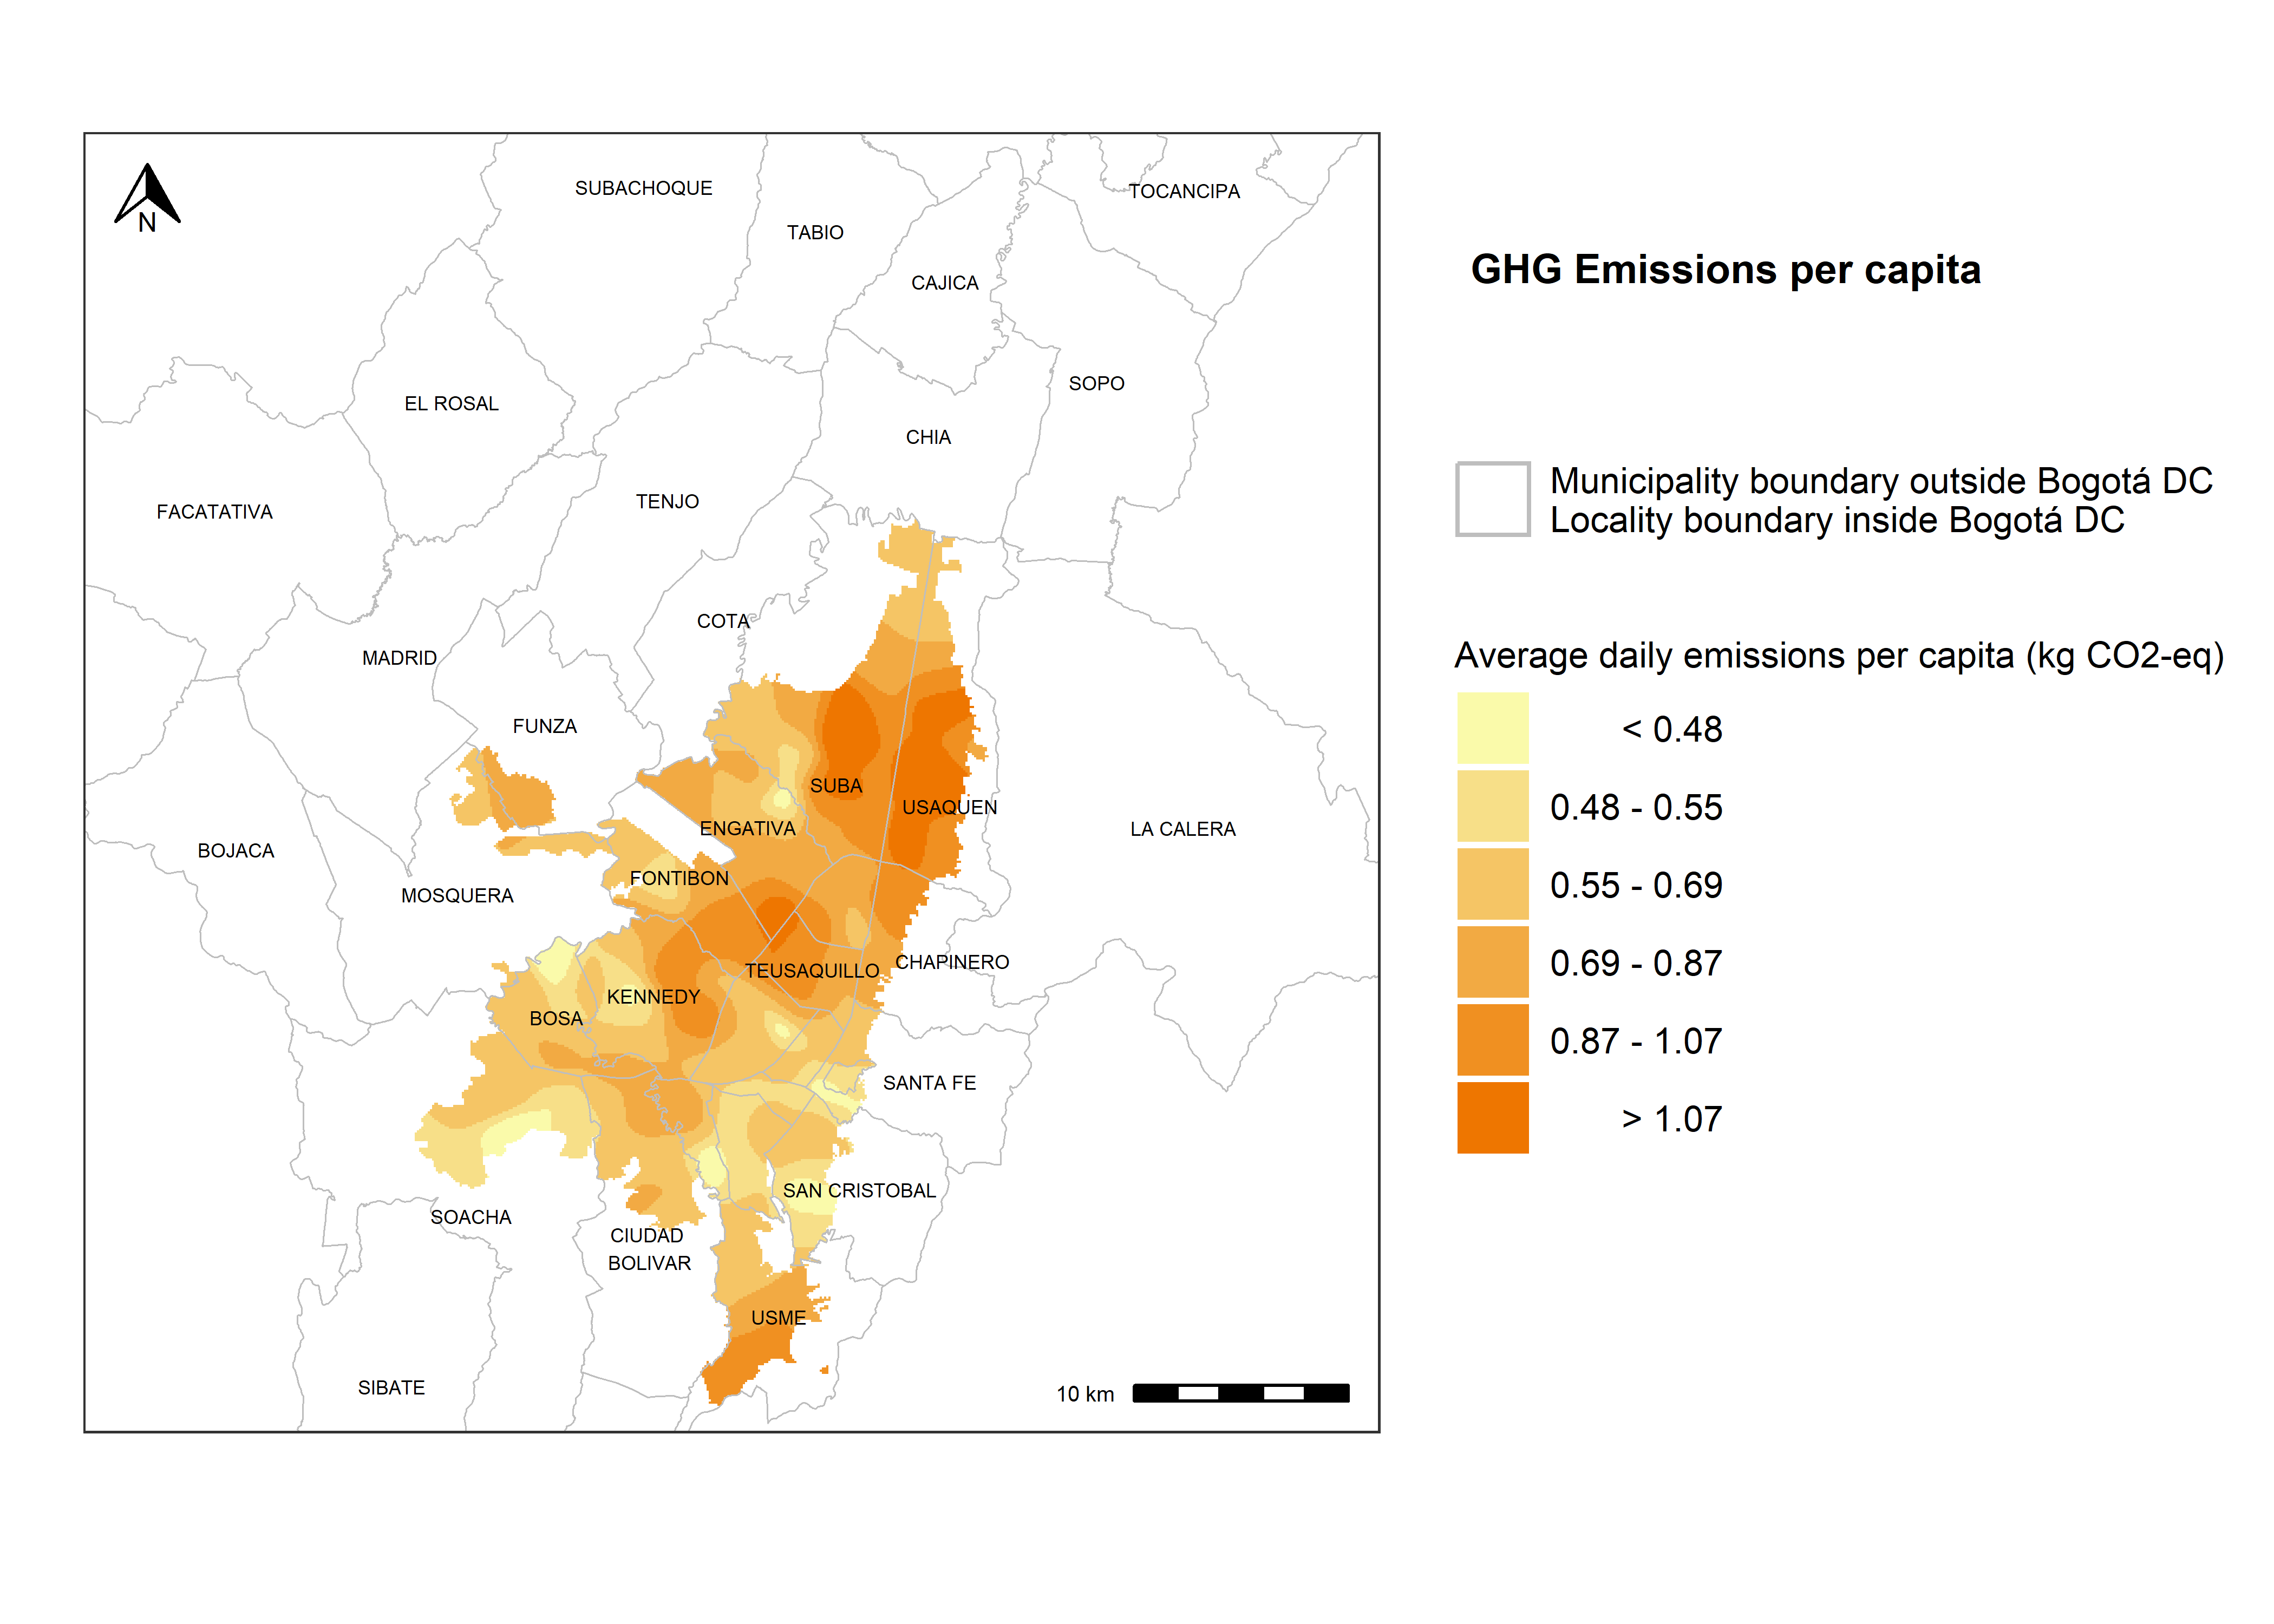 SUBACHOQUE
TOCANCIPA
TABIO
N
CAJICA
GHG Emissions per capita
SOPO
EL ROSAL
CHIA
Municipality boundary outside Bogotá DC
Locality boundary inside Bogotá DC
TENJO
FACATATIVA
COTA
MADRID
Average daily emissions per capita (kg CO2-eq)
FUNZA
< 0.48
SUBA
USAQUEN
0.48 - 0.55
ENGATIVA
LA CALERA
BOJACA
FONTIBON
0.55 - 0.69
MOSQUERA
CHAPINERO
0.69 - 0.87
TEUSAQUILLO
KENNEDY
BOSA
0.87 - 1.07
SANTA FE
> 1.07
SAN CRISTOBAL
SOACHA
CIUDAD
BOLIVAR
USME
SIBATE
10 km